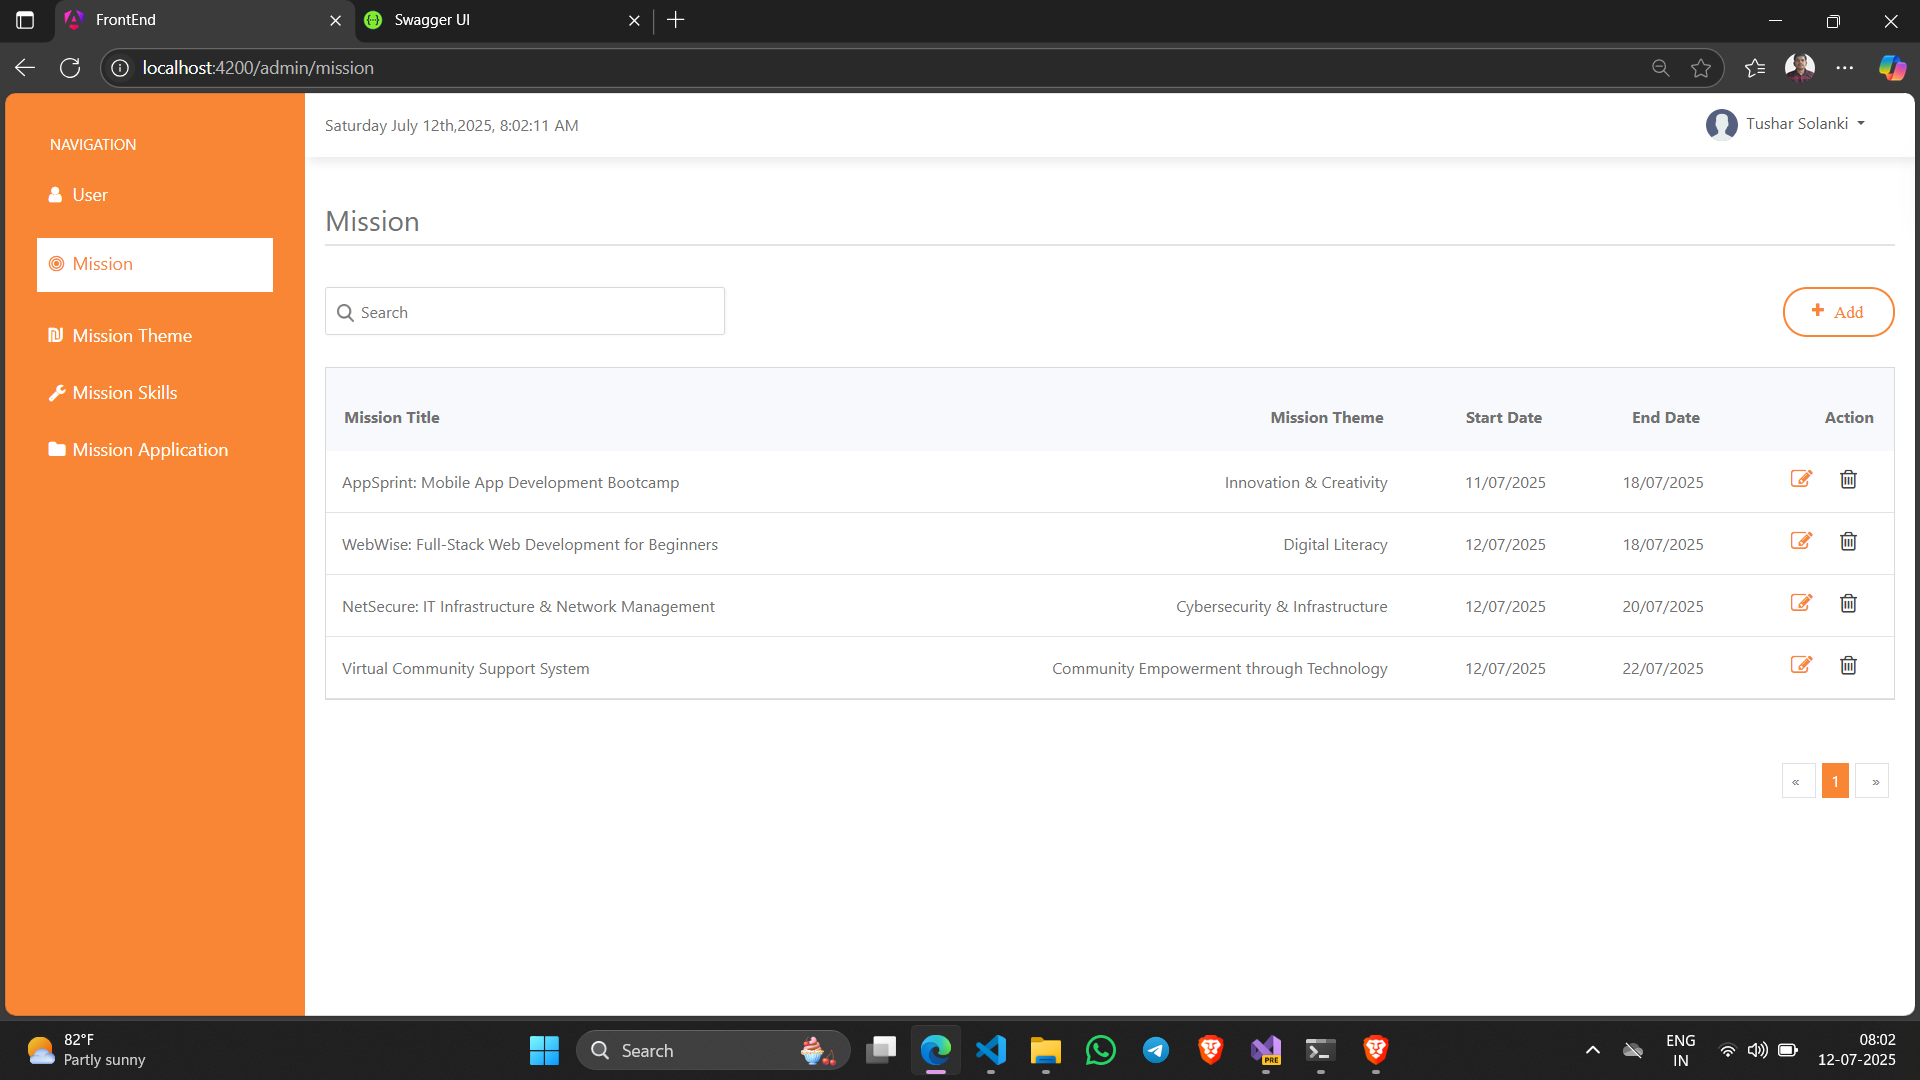 FrontEnd
Swagger UI
localhost:4200/admin/mission
NAVIGATION
User
Mission
Mission Theme
Mission Skills
Mission Application
Saturday July 12th,2025, 8:02:11 AM
Tushar Solanki
Mission
Search
+ Add
Mission Title Mission Theme Start Date End Date Action
AppSprint: Mobile App Development Bootcamp Innovation & Creativity 11/07/2025 18/07/2025
WebWise: Full-Stack Web Development for Beginners Digital Literacy 12/07/2025 18/07/2025
NetSecure: IT Infrastructure & Network Management Cybersecurity & Infrastructure 12/07/2025 20/07/2025
Virtual Community Support System Community Empowerment through Technology 12/07/2025 22/07/2025
« 1 »
82°F
Partly sunny
Search
PRE
ENG
IN
08:02
12-07-2025